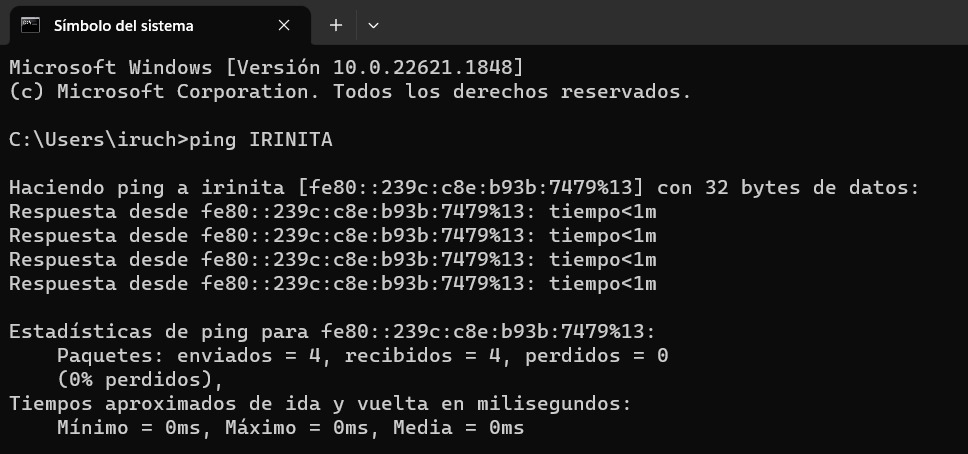 Símbolo del sistema
Microsoft Windows [Versión 10.0.22621.1848]
(c) Microsoft Corporation. Todos los derechos reservados.
C:\Users\iruch>ping IRINITA
Haciendo ping a irinita [fe80::239c:c8e:b93b:7479%13] con 32 bytes de datos:
Respuesta desde fe80::239c:c8e:b93b:7479%13: tiempo<1m
Respuesta desde fe80::239c:c8e:b93b:7479%13: tiempo<1m
Respuesta desde fe80::239c:c8e:b93b:7479%13: tiempo<1m
Respuesta desde fe80::239c:c8e:b93b:7479%13: tiempo<1m
Estadísticas de ping para fe80::239c:c8e:b93b:7479%13:
Paquetes: enviados = 4, recibidos = 4, perdidos = 0
(0% perdidos),
Tiempos aproximados de ida y vuelta en milisegundos:
Mínimo = 0ms, Máximo = 0ms, Media = 0ms